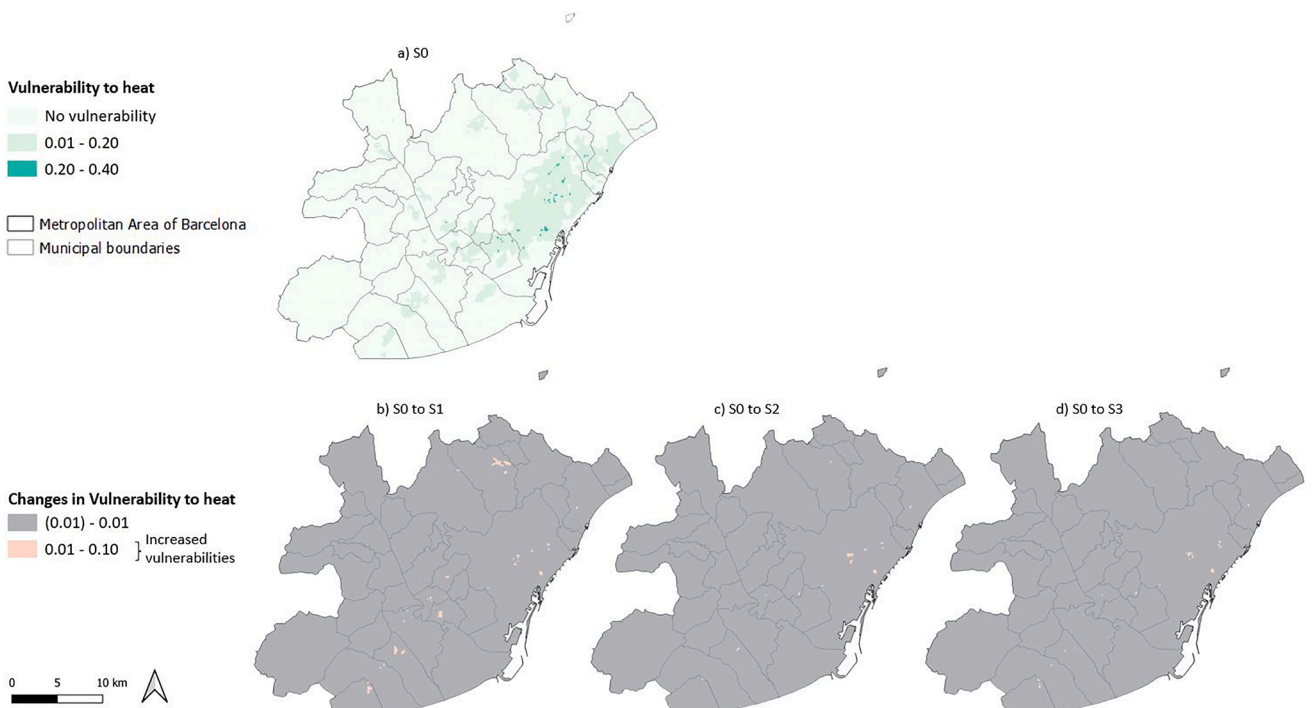 a) S0
Vulnerability to heat
No vulnerability
0.01 - 0.20
0.20 - 0.40
Metropolitan Area of Barcelona
Municipal boundaries
b) S0 to S1
c) S0 to S2
d) S0 to S3
Changes in Vulnerability to heat
(0.01) - 0.01
0.01 - 0.10
Increased
vulnerabilities
0 5 10 km